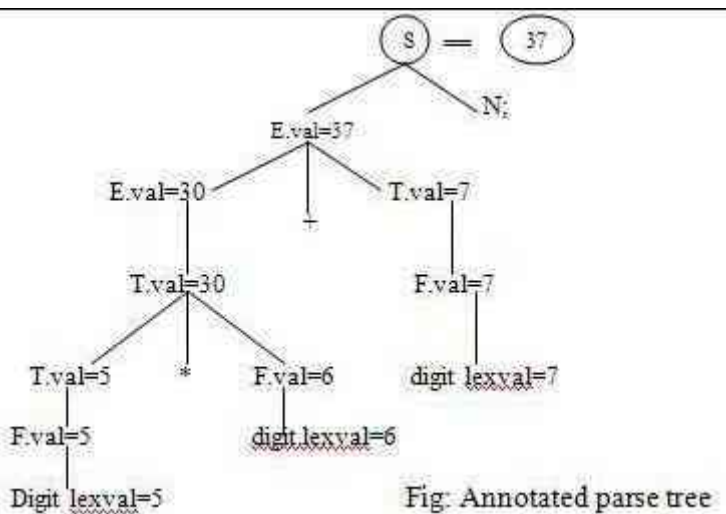 S = 37
N;
E.val=37
E.val=30 + T.val=7
T.val=30 F.val=7
T.val=5 * F.val=6 digit lexval=7
F.val=5 digit.lexval=6
Digit lexval=5 Fig: Annotated parse tree